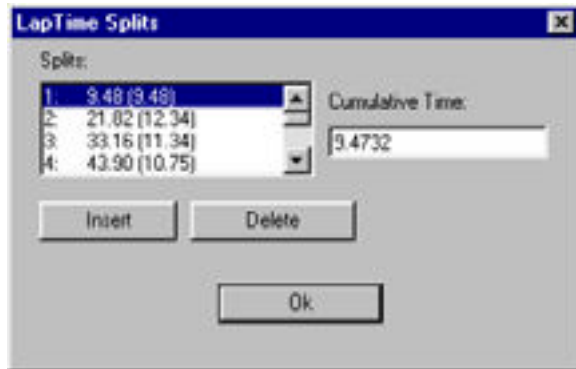 LapTime Splits
Splits:
1: 9.48 (9.48)
2: 21.82 (12.34)
3: 33.16 (11.34)
4: 43.90 (10.75)
Cumulative Time:
9.4732
Insert
Delete
Ok